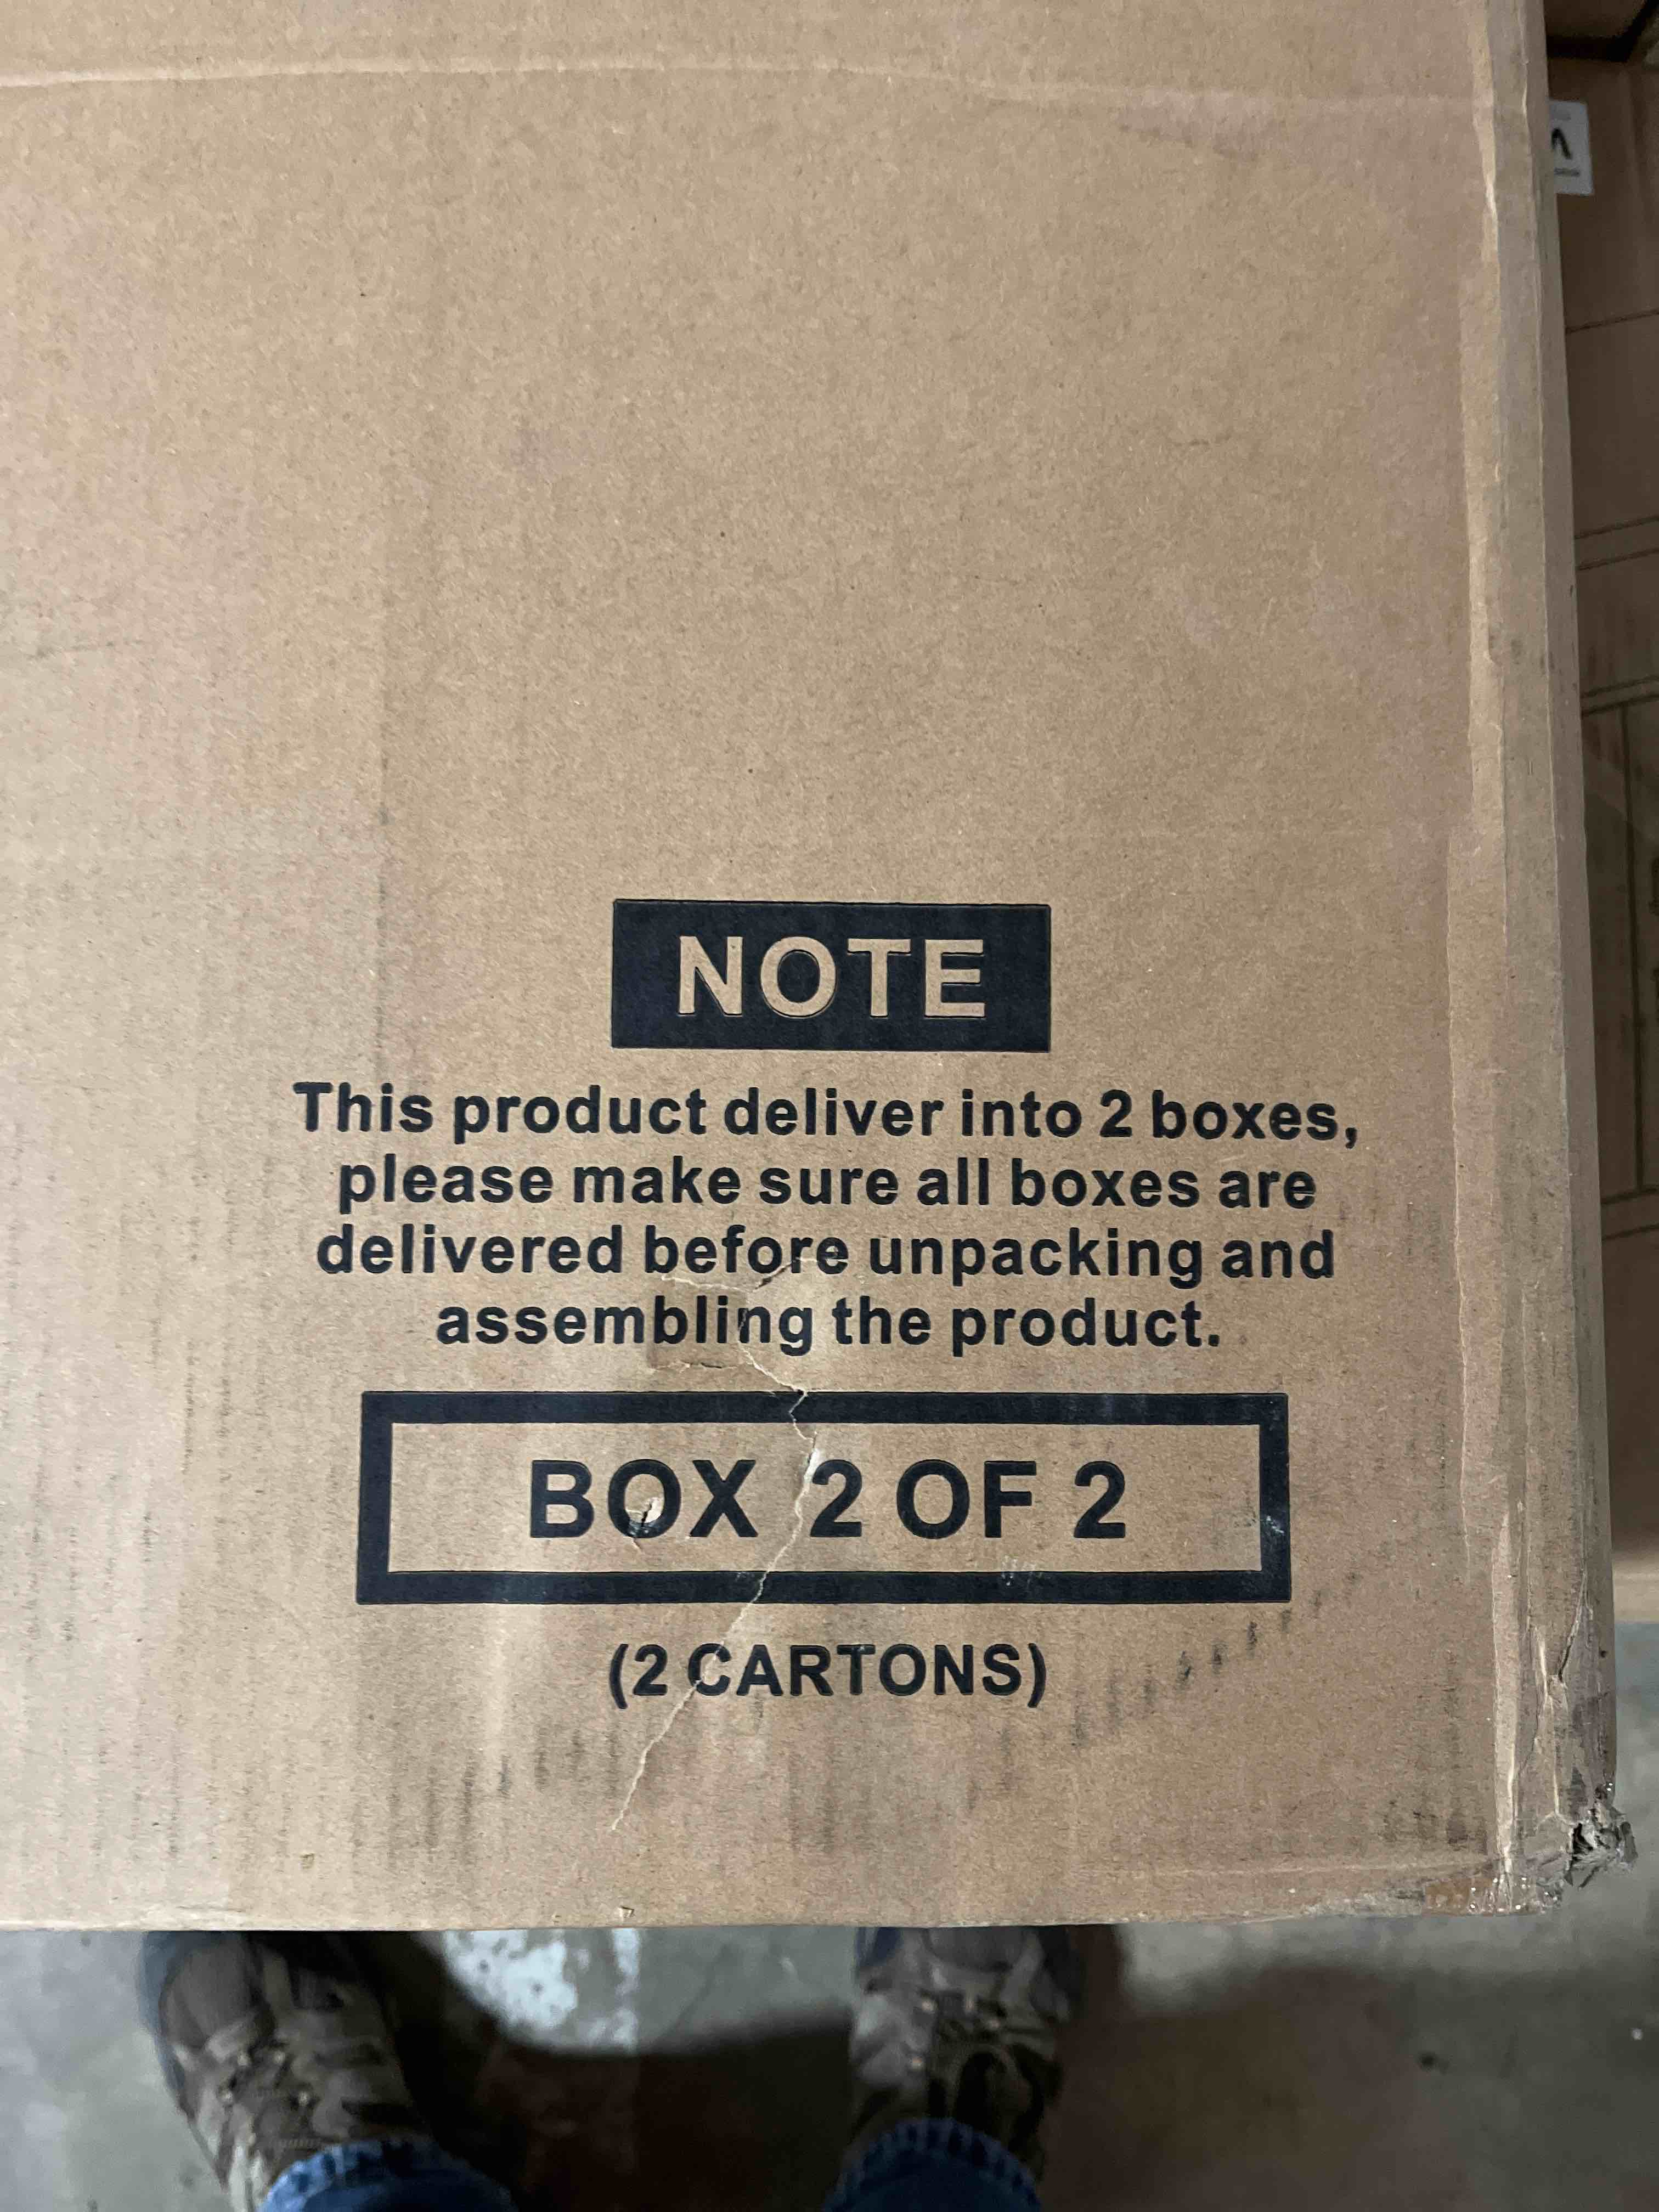 NOTE
This product deliver into 2 boxes,
please make sure all boxes are
delivered before unpacking and
assembling the product.
BOX 2 OF 2
(2 CARTONS)